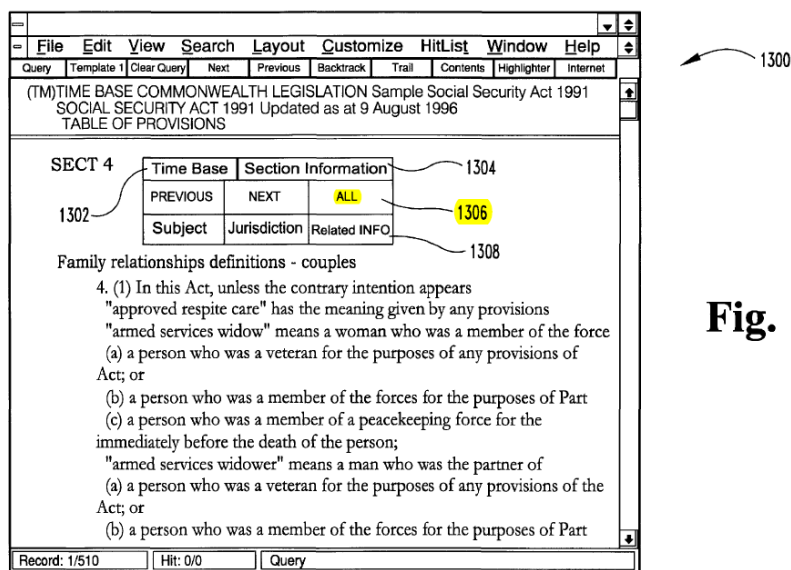 File Edit View Search Layout Customize HitList Window Help
Query Template 1 Clear Query Next Previous Backtrack Trail Contents Highlighter Internet
1300
(TM)TIME BASE COMMONWEALTH LEGISLATION Sample Social Security Act 1991
SOCIAL SECURITY ACT 1991 Updated as at 9 August 1996
TABLE OF PROVISIONS
SECT 4 Time Base Section Information 1304
PREVIOUS NEXT ALL
1302 1306
Subject Jurisdiction Related INFO
1308
Family relationships definitions - couples
4. (1) In this Act, unless the contrary intention appears
"approved respite care" has the meaning given by any provisions
"armed services widow" means a woman who was a member of the force
(a) a person who was a veteran for the purposes of any provisions of
Act; or
(b) a person who was a member of the forces for the purposes of Part
(c) a person who was a member of a peacekeeping force for the
immediately before the death of the person;
"armed services widower" means a man who was the partner of
(a) a person who was a veteran for the purposes of any provisions of the
Act; or
(b) a person who was a member of the forces for the purposes of Part
Fig.
Record: 1/510 Hit: 0/0 Query